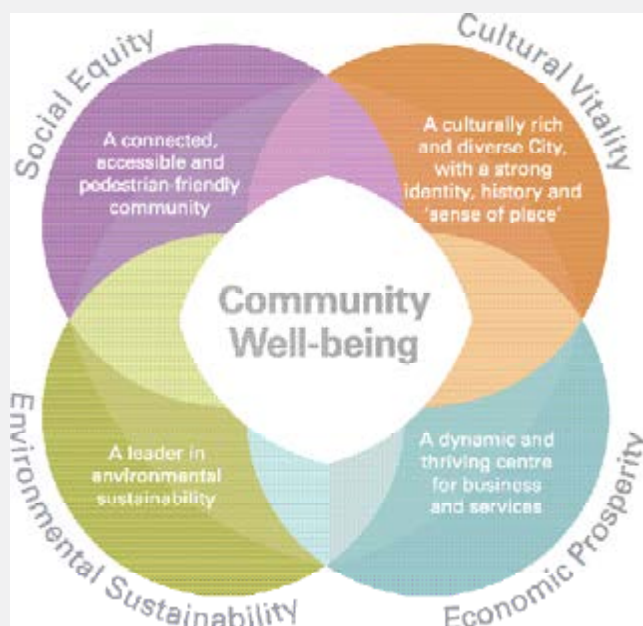 Social Equity
Cultural Vitality
A connected,
accessible and
pedestrian-friendly
community
A culturally rich
and diverse City,
with a strong
identity, history and
‘sense of place’
Community
Well-being
A leader in
environmental
sustainability
A dynamic and
thriving centre
for business
and services
Environmental Sustainability
Economic Prosperity